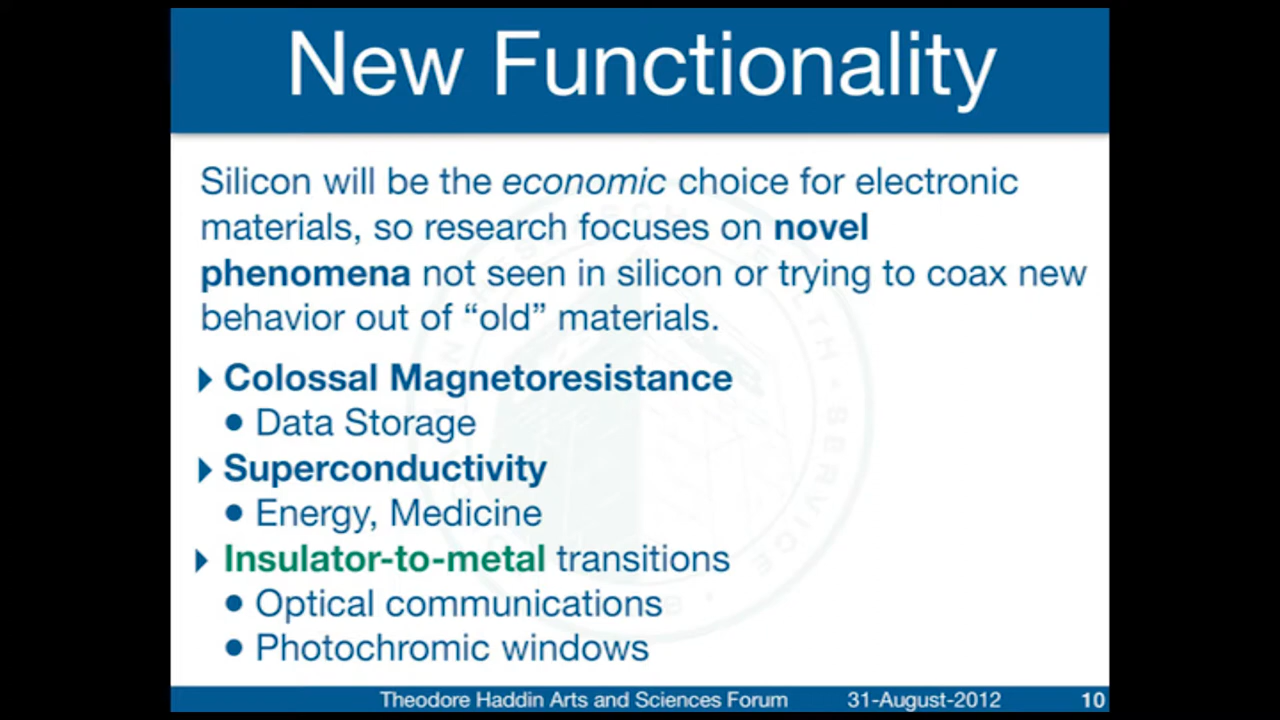 New Functionality
Silicon will be the economic choice for electronic
materials, so research focuses on novel
phenomena not seen in silicon or trying to coax new
behavior out of “old” materials.
Colossal Magnetoresistance
• Data Storage
Superconductivity
• Energy, Medicine
Insulator-to-metal transitions
• Optical communications
• Photochromic windows
Theodore Haddin Arts and Sciences Forum 31-August-2012 10